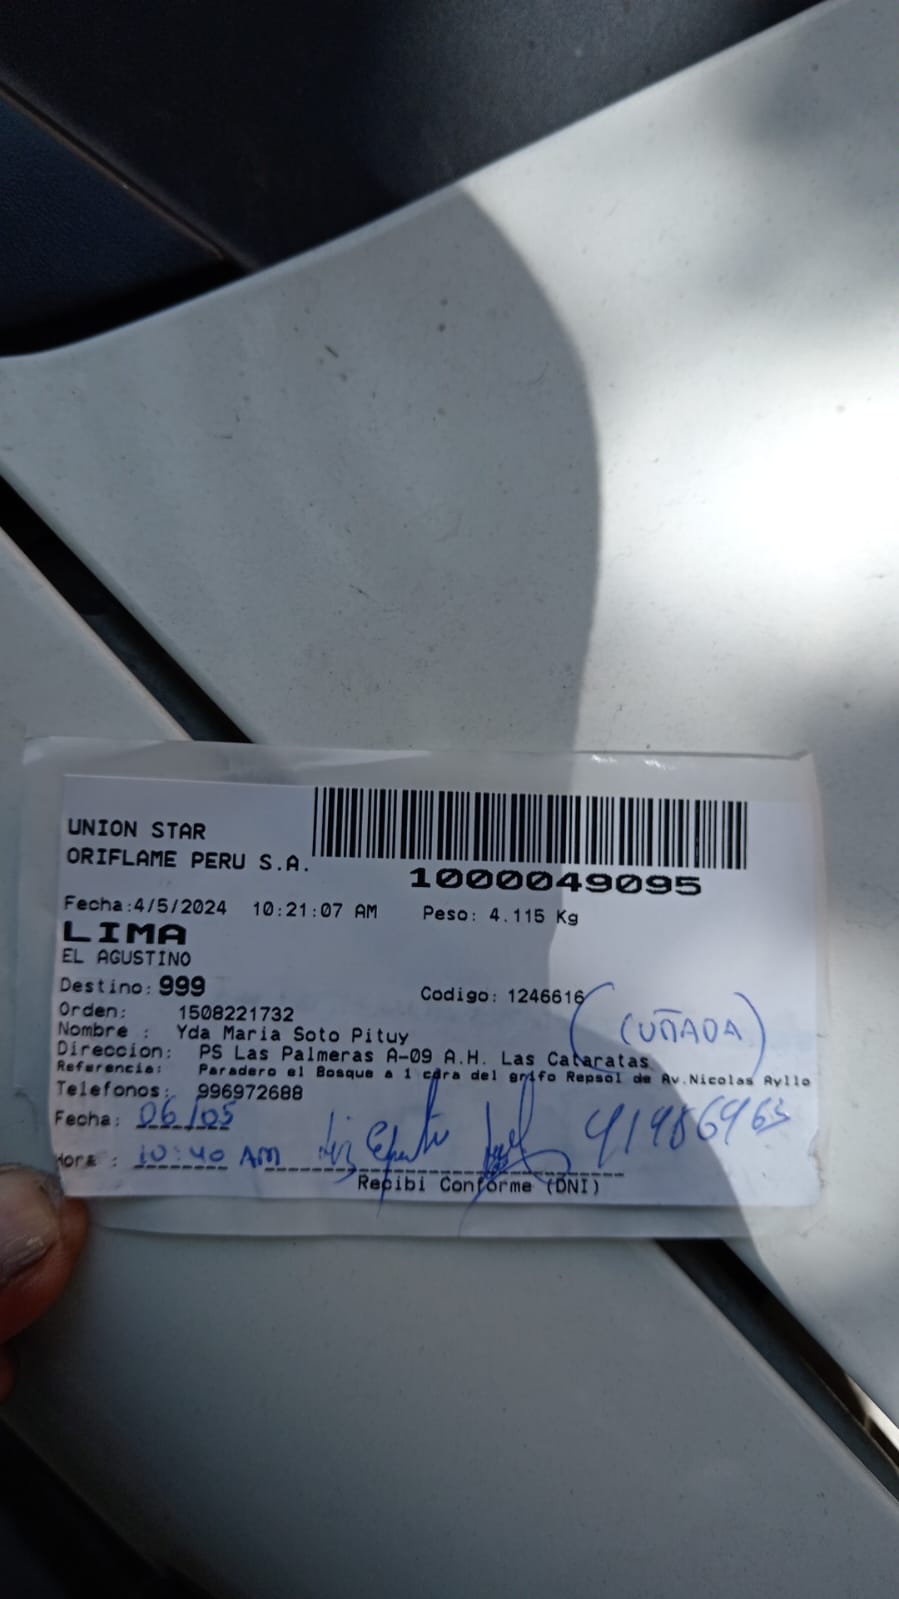 UNION STAR
ORIFLAME PERU S.A.
1000049095
Fecha:4/5/2024 10:21:07 AM Peso: 4.115 Kg
LIMA
EL AGUSTINO
Destino: 999 Codigo: 1246616
Orden: 1508221732 (CUÑADA)
Nombre : Yda Maria Soto Pituy
Direccion: PS Las Palmeras A-09 A.H. Las Cataratas
Referencia: Paradero el Bosque a 1 cdra del grifo Repsol de Av.Nicolas Ayllo
Telefonos: 996972688
Fecha: 06/05
Hora : 10:40 AM
Recibi Conforme (DNI)